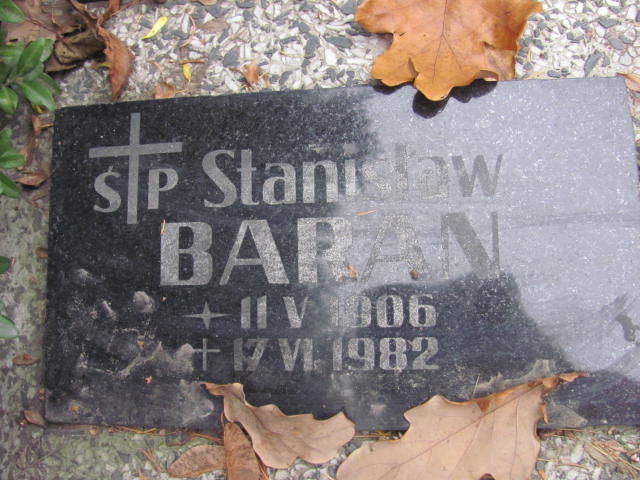 ŚP Stanisław
BARAN
11 V 1906
17 VI 1982